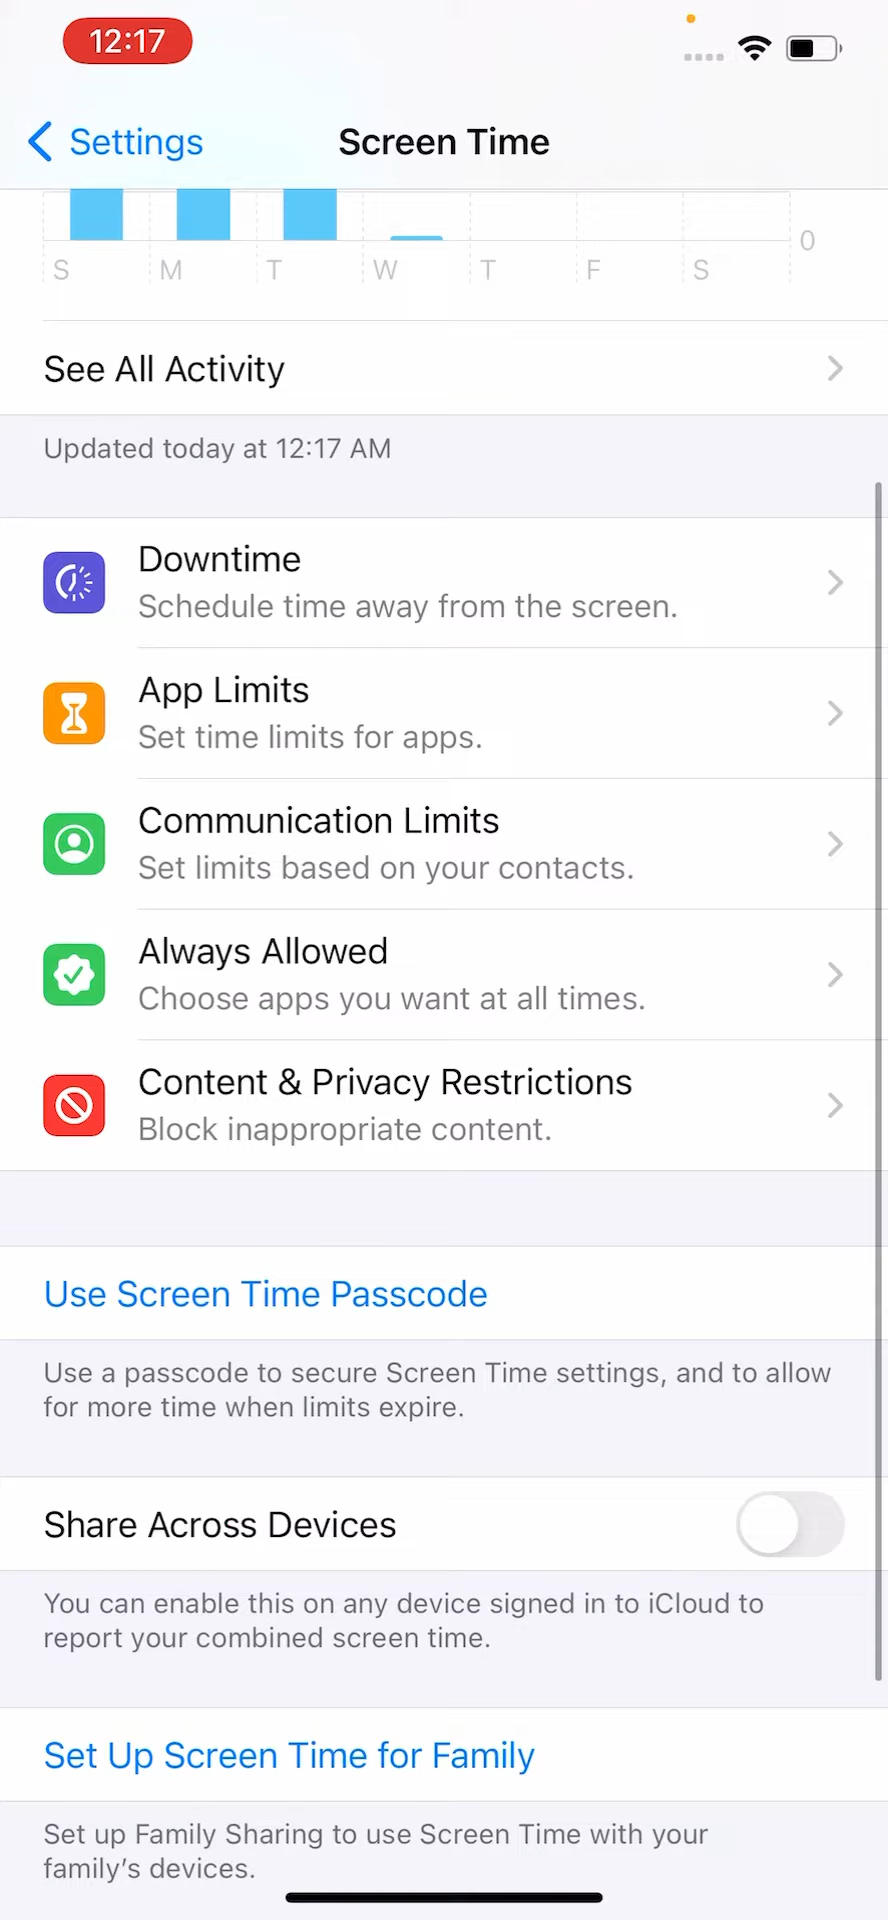 12:17
Settings
Screen Time
0
S M T W T F S
See All Activity
Updated today at 12:17 AM
Downtime
Schedule time away from the screen.
App Limits
Set time limits for apps.
Communication Limits
Set limits based on your contacts.
Always Allowed
Choose apps you want at all times.
Content & Privacy Restrictions
Block inappropriate content.
Use Screen Time Passcode
Use a passcode to secure Screen Time settings, and to allow
for more time when limits expire.
Share Across Devices
You can enable this on any device signed in to iCloud to
report your combined screen time.
Set Up Screen Time for Family
Set up Family Sharing to use Screen Time with your
family’s devices.